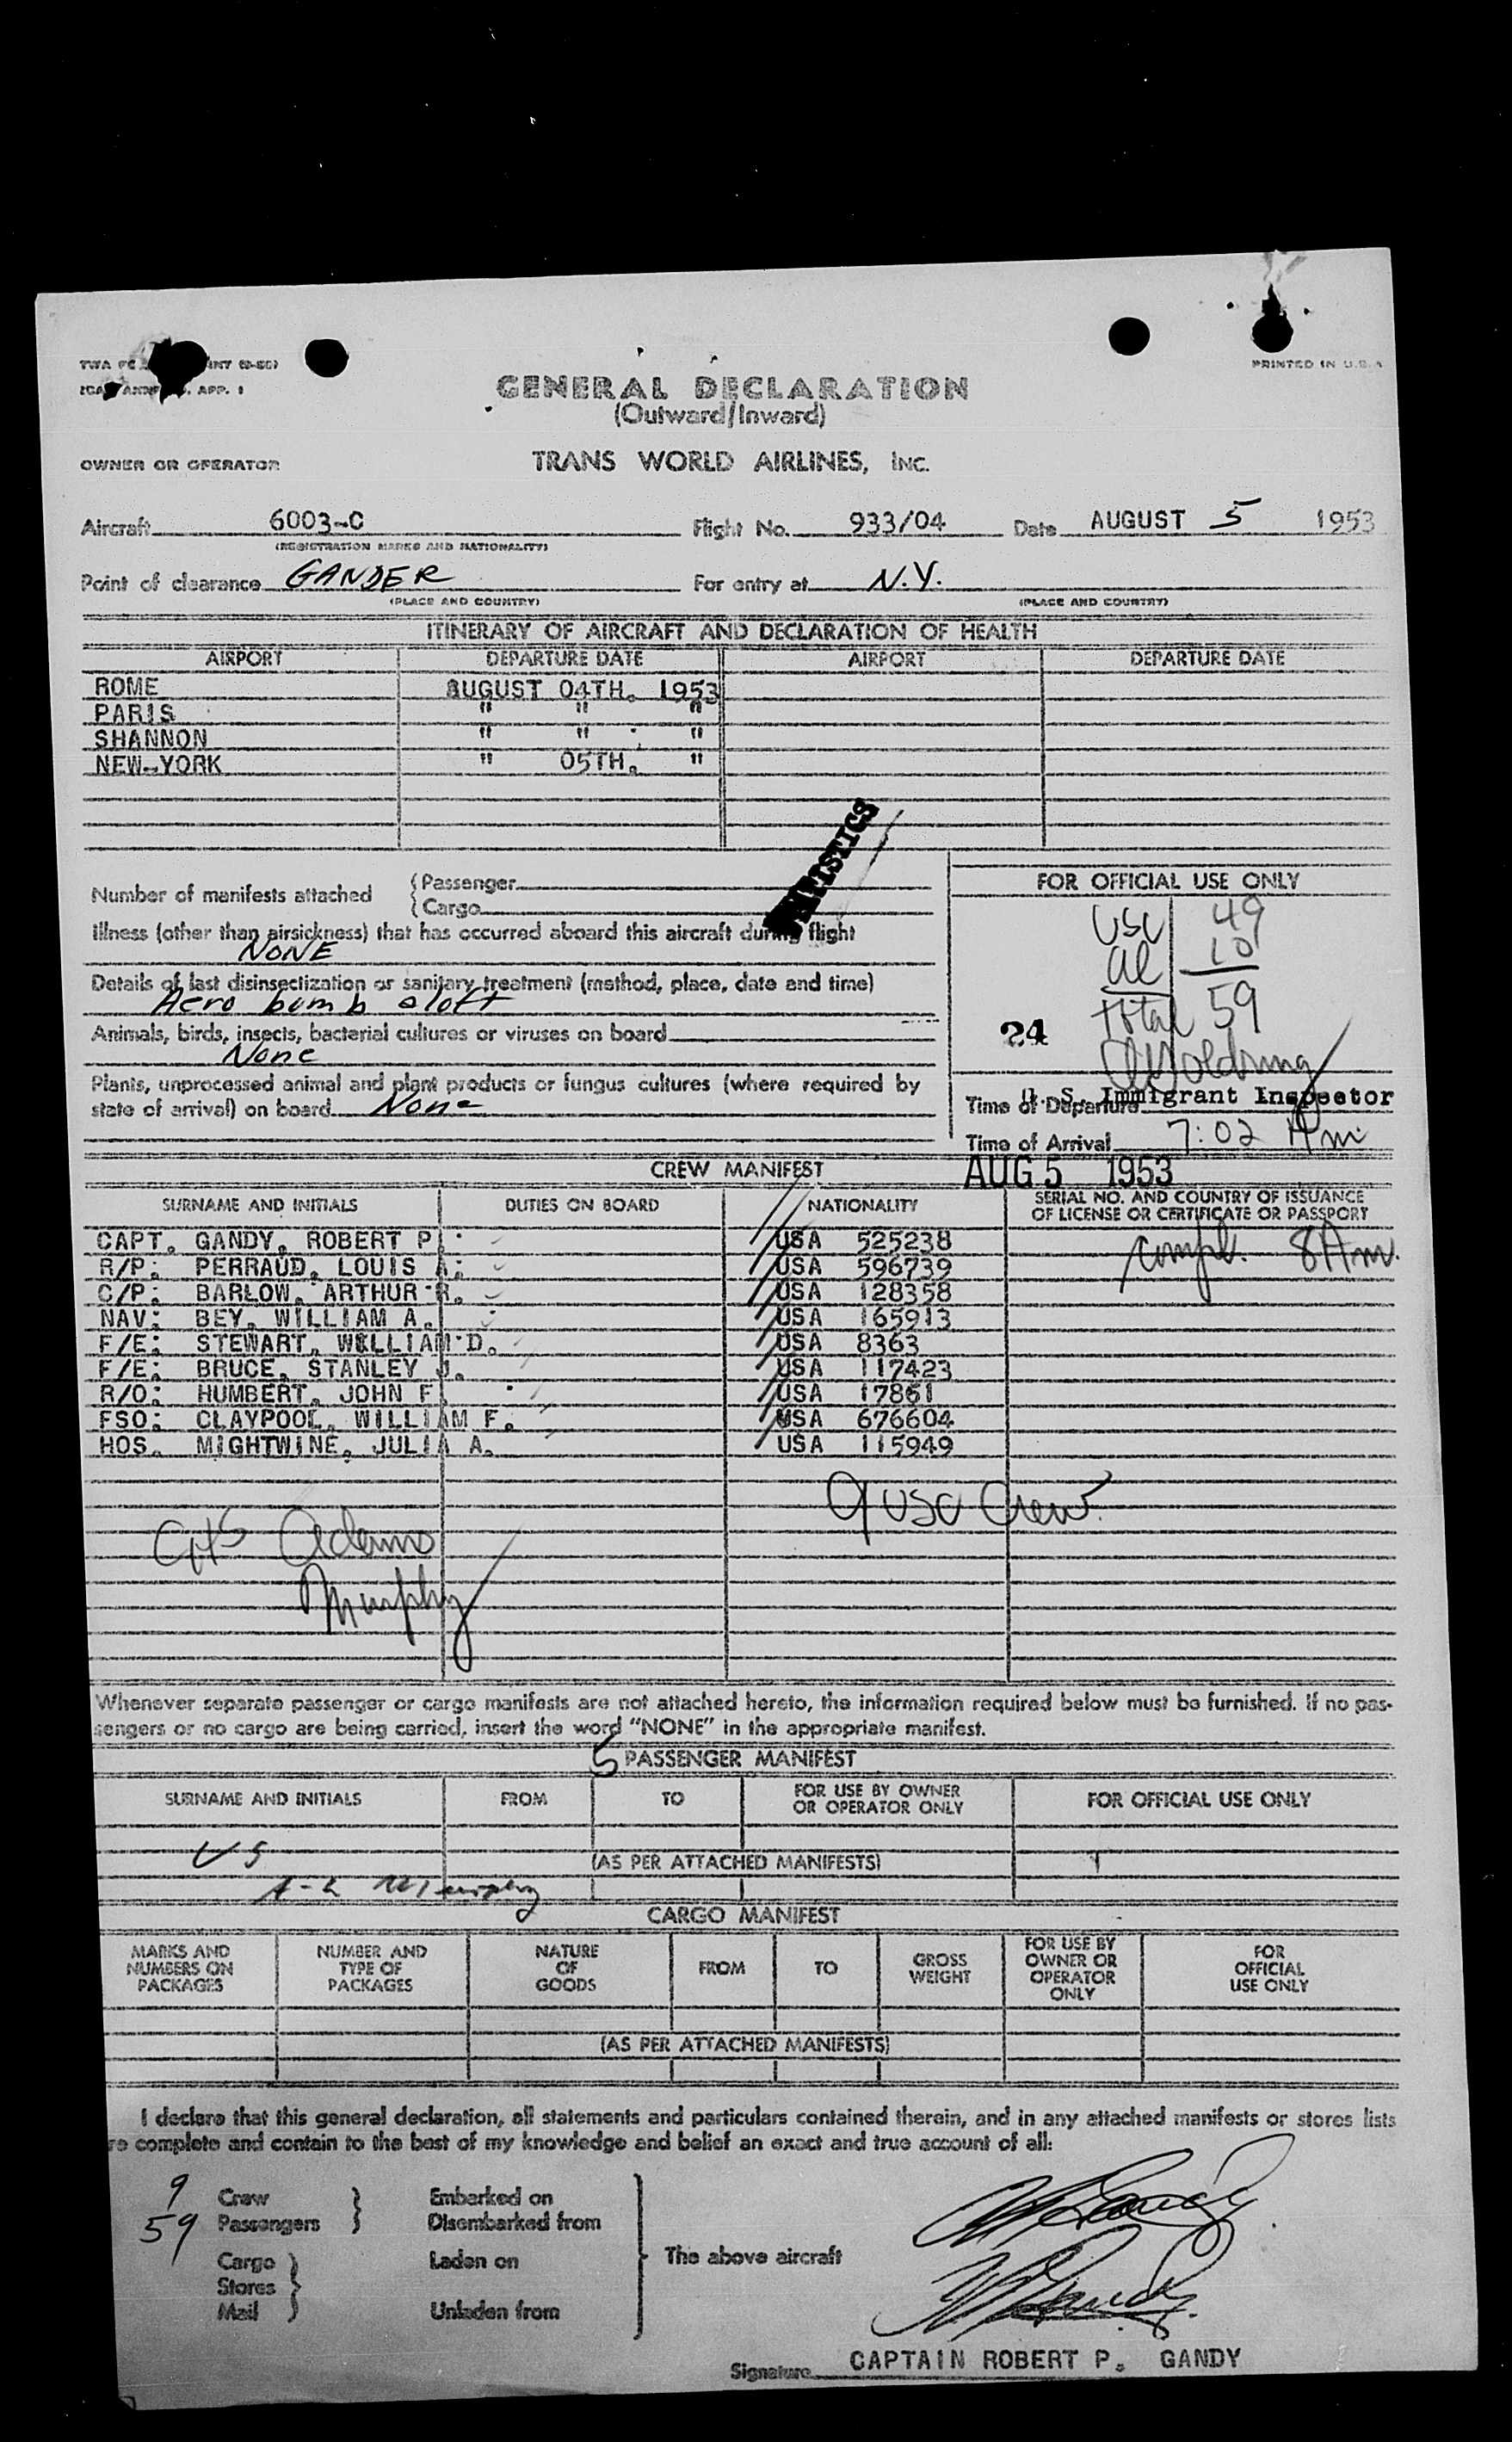 PRINTED IN U.S.A
APP. 1
GENERAL DECLARATION
(Outward/Inward)
OWNER OR OPERATOR TRANS WORLD AIRLINES, INC.
Aircraft 6003-C Flight No. 933/04 Date AUGUST 5 1953
(REGISTRATION MARKS AND NATIONALITY)
Point of clearance GANDER For entry at N.Y.
(PLACE AND COUNTRY) (PLACE AND COUNTRY)
ITINERARY OF AIRCRAFT AND DECLARATION OF HEALTH
AIRPORT DEPARTURE DATE AIRPORT DEPARTURE DATE
ROME AUGUST 04TH. 1953
PARIS " " "
SHANNON " " "
NEW-YORK " 05TH. "
Number of manifests attached (Passenger
(Cargo
Illness (other than airsickness) that has occurred aboard this aircraft during flight
NONE
Details of last disinsectization or sanitary treatment (method, place, date and time)
Aero bomb aloft
Animals, birds, insects, bacterial cultures or viruses on board
None
Plants, unprocessed animal and plant products or fungus cultures (where required by
state of arrival) on board None
FOR OFFICIAL USE ONLY
USC 49
al 10
total 59
24
U. S. Immigrant Inspector
Time of Departure
Time of Arrival 7:02 Am
AUG 5 1953
CREW MANIFEST
SURNAME AND INITIALS DUTIES ON BOARD NATIONALITY SERIAL NO. AND COUNTRY OF ISSUANCE
OF LICENSE OR CERTIFICATE OR PASSPORT
CAPT. GANDY, ROBERT P. USA 525238 compl. 8Am.
R/P: PERRAUD, LOUIS A. USA 596739
C/P: BARLOW, ARTHUR R. USA 128358
NAV: BEY, WILLIAM A. USA 165913
F/E: STEWART, WILLIAM D. USA 8363
F/E: BRUCE, STANLEY J. USA 117423
R/O: HUMBERT, JOHN F USA 17861
FSO: CLAYPOOL, WILLIAM F. USA 676604
HOS. MIGHTWINE, JULIA A. USA 115949
9 USC Crew
Adams
Murphy
Whenever separate passenger or cargo manifests are not attached hereto, the information required below must be furnished. If no pas-
sengers or no cargo are being carried, insert the word "NONE" in the appropriate manifest.
5 PASSENGER MANIFEST
SURNAME AND INITIALS FROM TO FOR USE BY OWNER
OR OPERATOR ONLY FOR OFFICIAL USE ONLY
US
(AS PER ATTACHED MANIFESTS)
Murphy
CARGO MANIFEST
MARKS AND
NUMBERS ON
PACKAGES
NUMBER AND
TYPE OF
PACKAGES
NATURE
OF
GOODS
FROM
TO
GROSS
WEIGHT
FOR USE BY
OWNER OR
OPERATOR
ONLY
FOR
OFFICIAL
USE ONLY
(AS PER ATTACHED MANIFESTS)
I declare that this general declaration, all statements and particulars contained therein, and in any attached manifests or stores lists
re complete and contain to the best of my knowledge and belief an exact and true account of all:
9 Crew Embarked on
59 Passengers Disembarked from
Cargo Laden on The above aircraft
Stores
Mail Unladen from
Signature CAPTAIN ROBERT P. GANDY